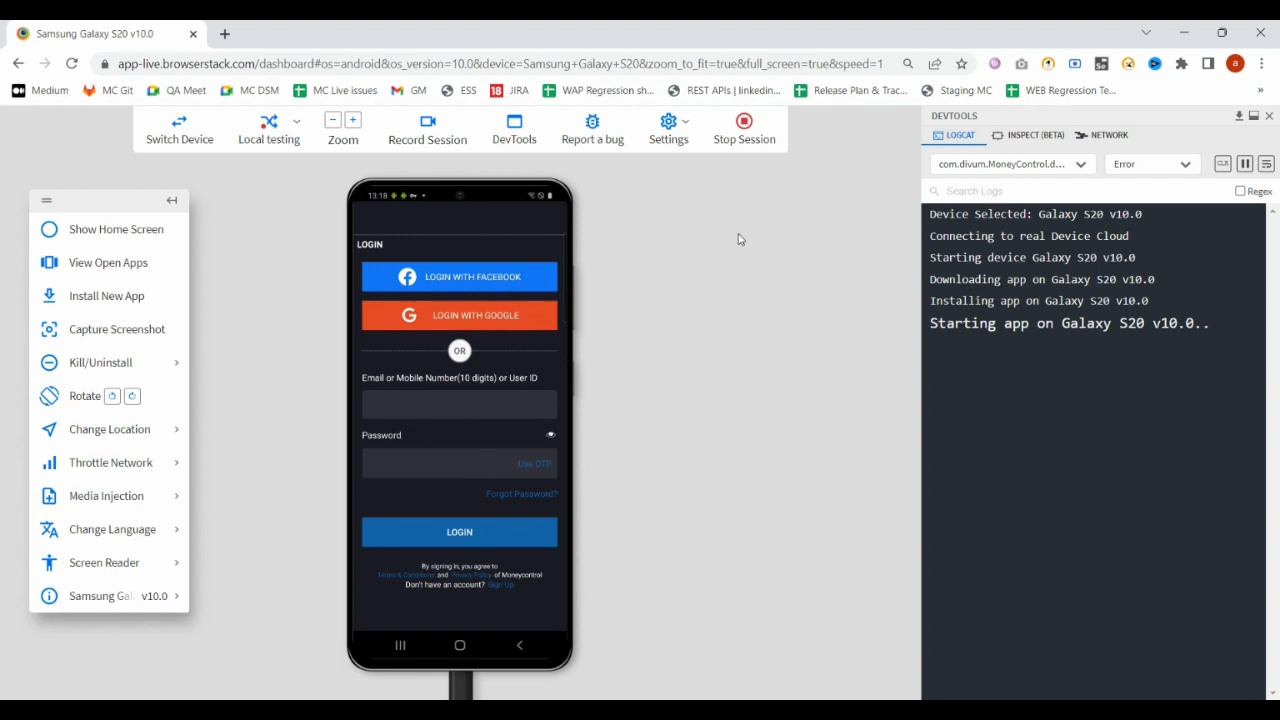 Samsung Galaxy S20 v10.0
app-live.browserstack.com/dashboard#os=android&os_version=10.0&device=Samsung+Galaxy+S20&zoom_to_fit=true&full_screen=true&speed=1
a
Medium
MC Git
QA Meet
MC DSM
MC Live issues
GM
ESS
18 JIRA
WAP Regression sh...
REST APIs | linkedin...
Release Plan & Trac...
Staging MC
WEB Regression Te...
»
Switch Device
Local testing
Zoom
Record Session
DevTools
Report a bug
Settings
Stop Session
Show Home Screen
View Open Apps
Install New App
Capture Screenshot
Kill/Uninstall
Rotate
Change Location
Throttle Network
Media Injection
Change Language
Screen Reader
Samsung Gal v10.0
13:18
LOGIN
LOGIN WITH FACEBOOK
G LOGIN WITH GOOGLE
OR
Email or Mobile Number(10 digits) or User ID
Password
Use OTP
Forgot Password?
LOGIN
By signing in, you agree to
Terms & Conditions and Privacy Policy of Moneycontrol
Don't have an account? Sign Up
DEVTOOLS
LOGCAT
INSPECT (BETA)
NETWORK
com.divum.MoneyControl.d...
Error
CLR
Search Logs
Regex
Device Selected: Galaxy S20 v10.0
Connecting to real Device Cloud
Starting device Galaxy S20 v10.0
Downloading app on Galaxy S20 v10.0
Installing app on Galaxy S20 v10.0
Starting app on Galaxy S20 v10.0..